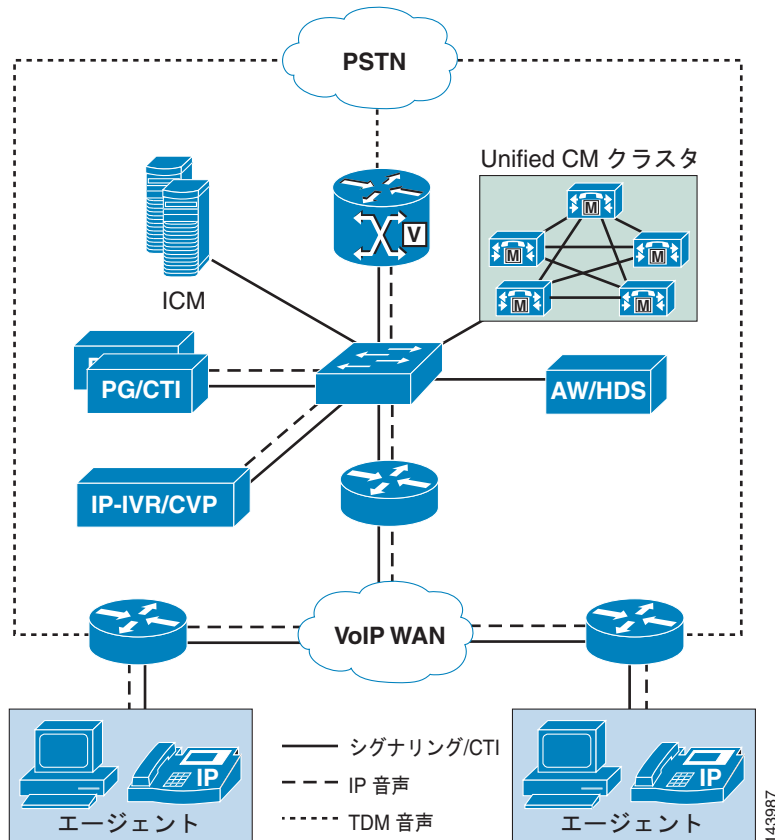 PSTN
Unified CM クラスタ
V
M
M
M
M
M
ICM
PG/CTI
AW/HDS
IP-IVR/CVP
VoIP WAN
IP
エージェント
シグナリング/CTI
IP 音声
TDM 音声
IP
エージェント
143987